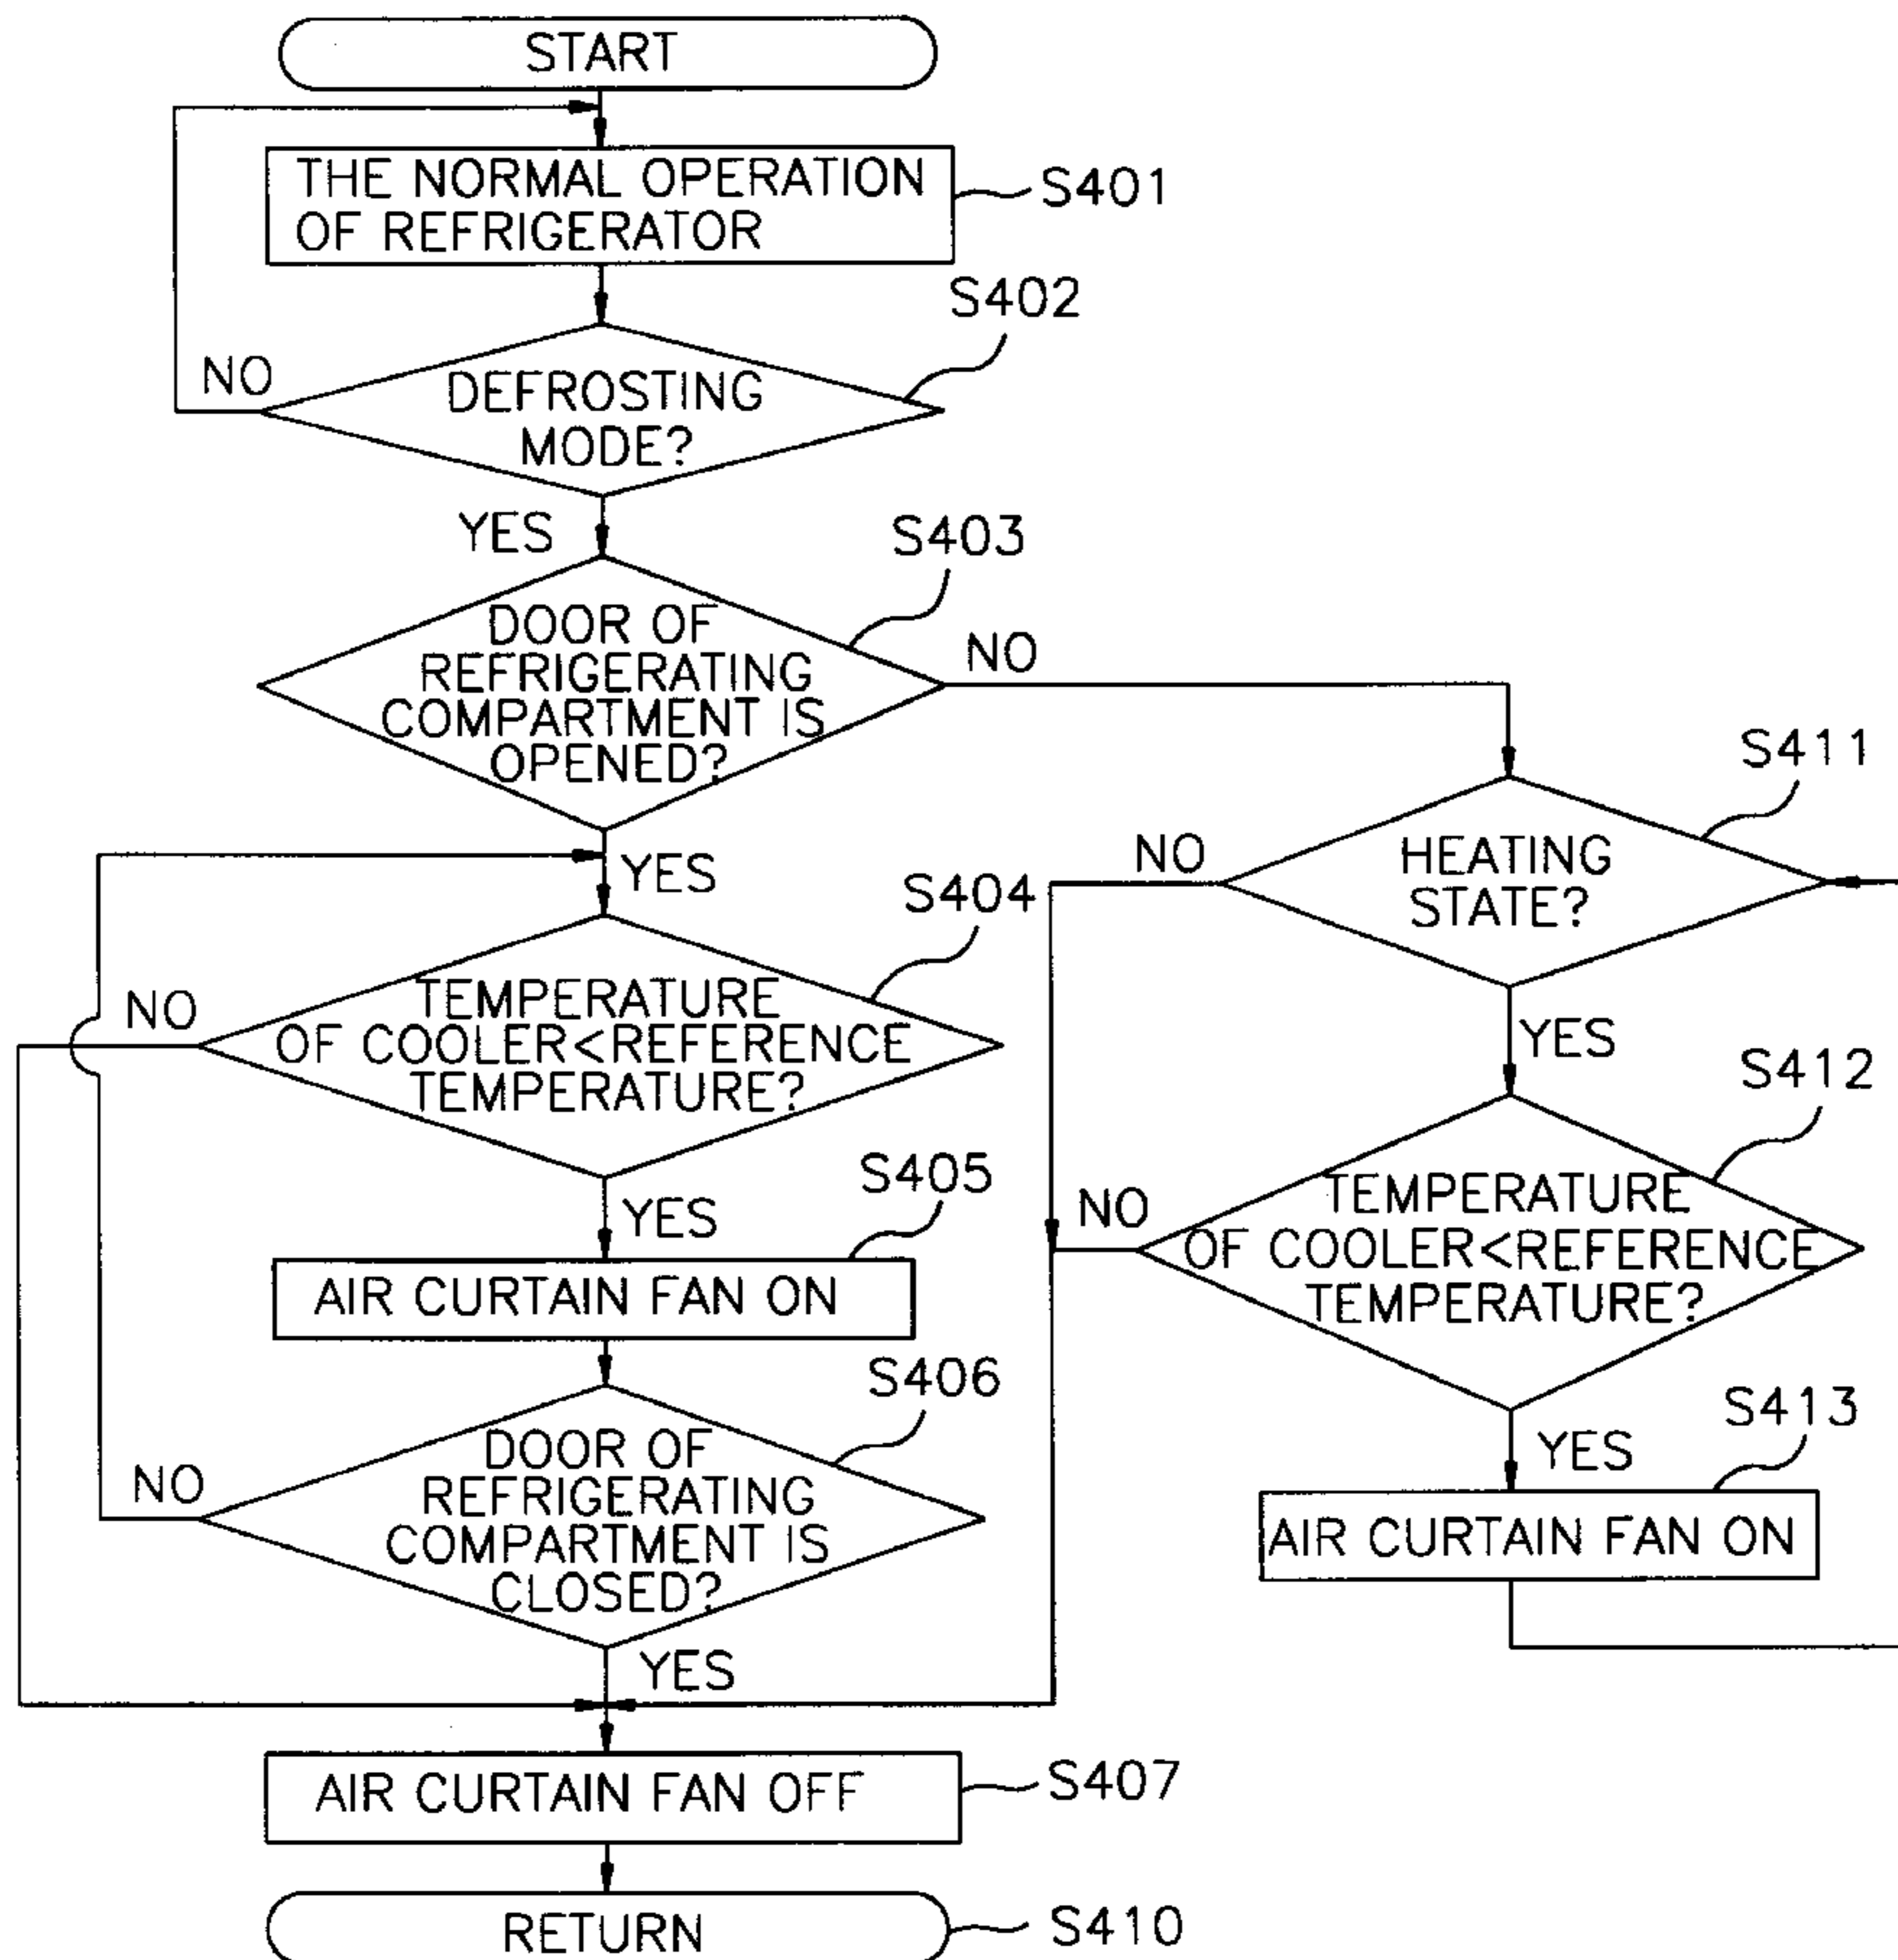 START
THE NORMAL OPERATION
OF REFRIGERATOR
S401
S402
NO
DEFROSTING
MODE?
YES
S403
DOOR OF
REFRIGERATING
COMPARTMENT IS
OPENED?
NO
YES
S404
NO
TEMPERATURE
OF COOLER<REFERENCE
TEMPERATURE?
YES
S405
AIR CURTAIN FAN ON
S406
NO
DOOR OF
REFRIGERATING
COMPARTMENT IS
CLOSED?
YES
AIR CURTAIN FAN OFF
S407
RETURN
S410
S411
NO
HEATING
STATE?
YES
S412
NO
TEMPERATURE
OF COOLER<REFERENCE
TEMPERATURE?
YES
S413
AIR CURTAIN FAN ON